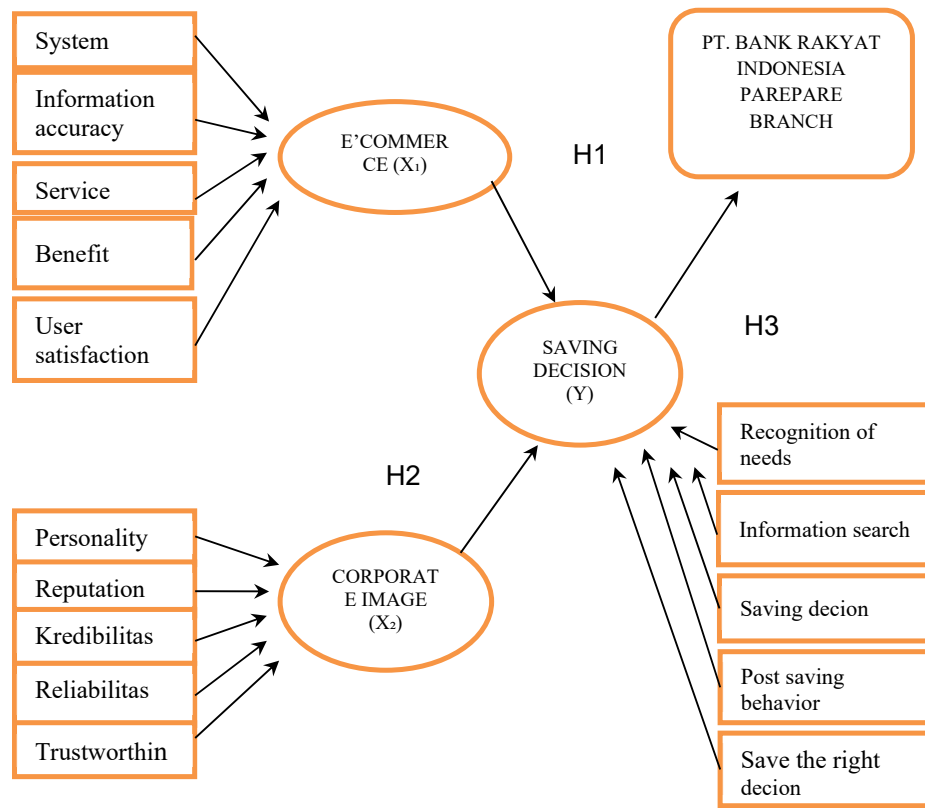 System
Information
accuracy
Service
Benefit
User
satisfaction
E’COMMER
CE (X₁)
H1
PT. BANK RAKYAT
INDONESIA
PAREPARE
BRANCH
SAVING
DECISION
(Y)
H3
H2
Personality
Reputation
Kredibilitas
Reliabilitas
Trustworthin
CORPORAT
E IMAGE
(X₂)
Recognition of
needs
Information search
Saving decion
Post saving
behavior
Save the right
decion